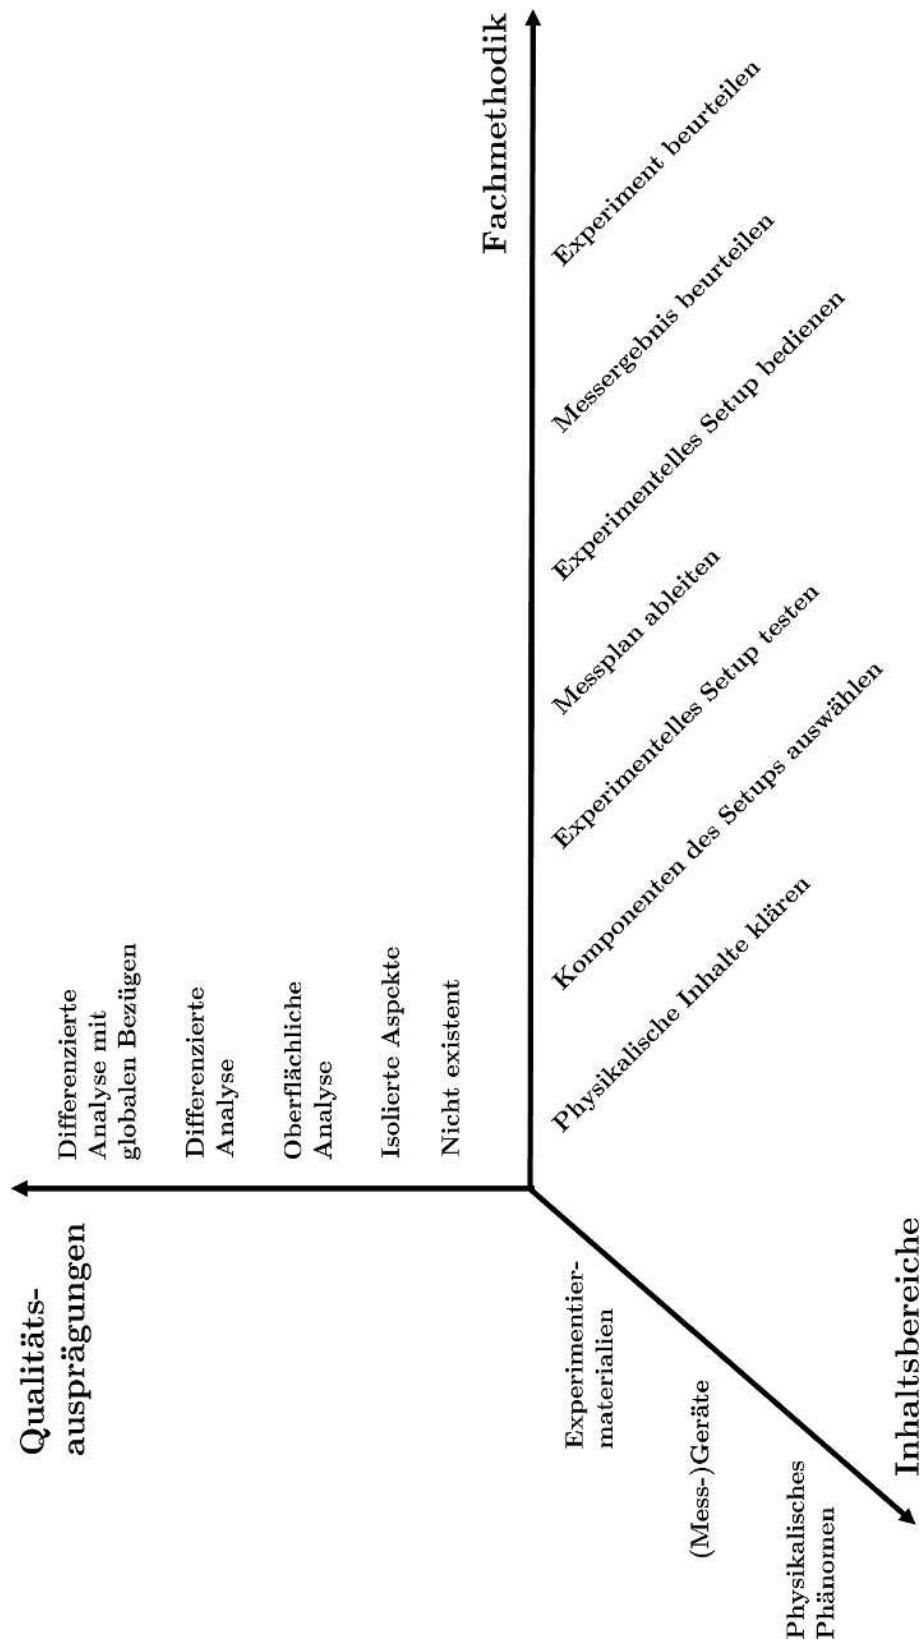 Qualitäts-
ausprägungen
Differenzierte
Analyse mit
globalen Bezügen
Differenzierte
Analyse
Oberflächliche
Analyse
Isolierte Aspekte
Nicht existent
Fachmethodik
Physikalische Inhalte klären
Komponenten des Setups auswählen
Experimentelles Setup testen
Messplan ableiten
Experimentelles Setup bedienen
Messergebnis beurteilen
Experiment beurteilen
Experimentier-
materialien
(Mess-)Geräte
Physikalisches
Phänomen
Inhaltsbereiche